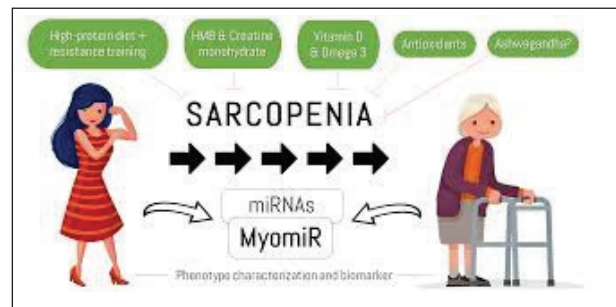 High-protein diet +
resistance training
HMB & Creatine
monohydrate
Vitamin D
& Omega 3
Antioxidents
Ashwagandha?
SARCOPENIA
miRNAs
MyomiR
Phenotype characterization and biomarker